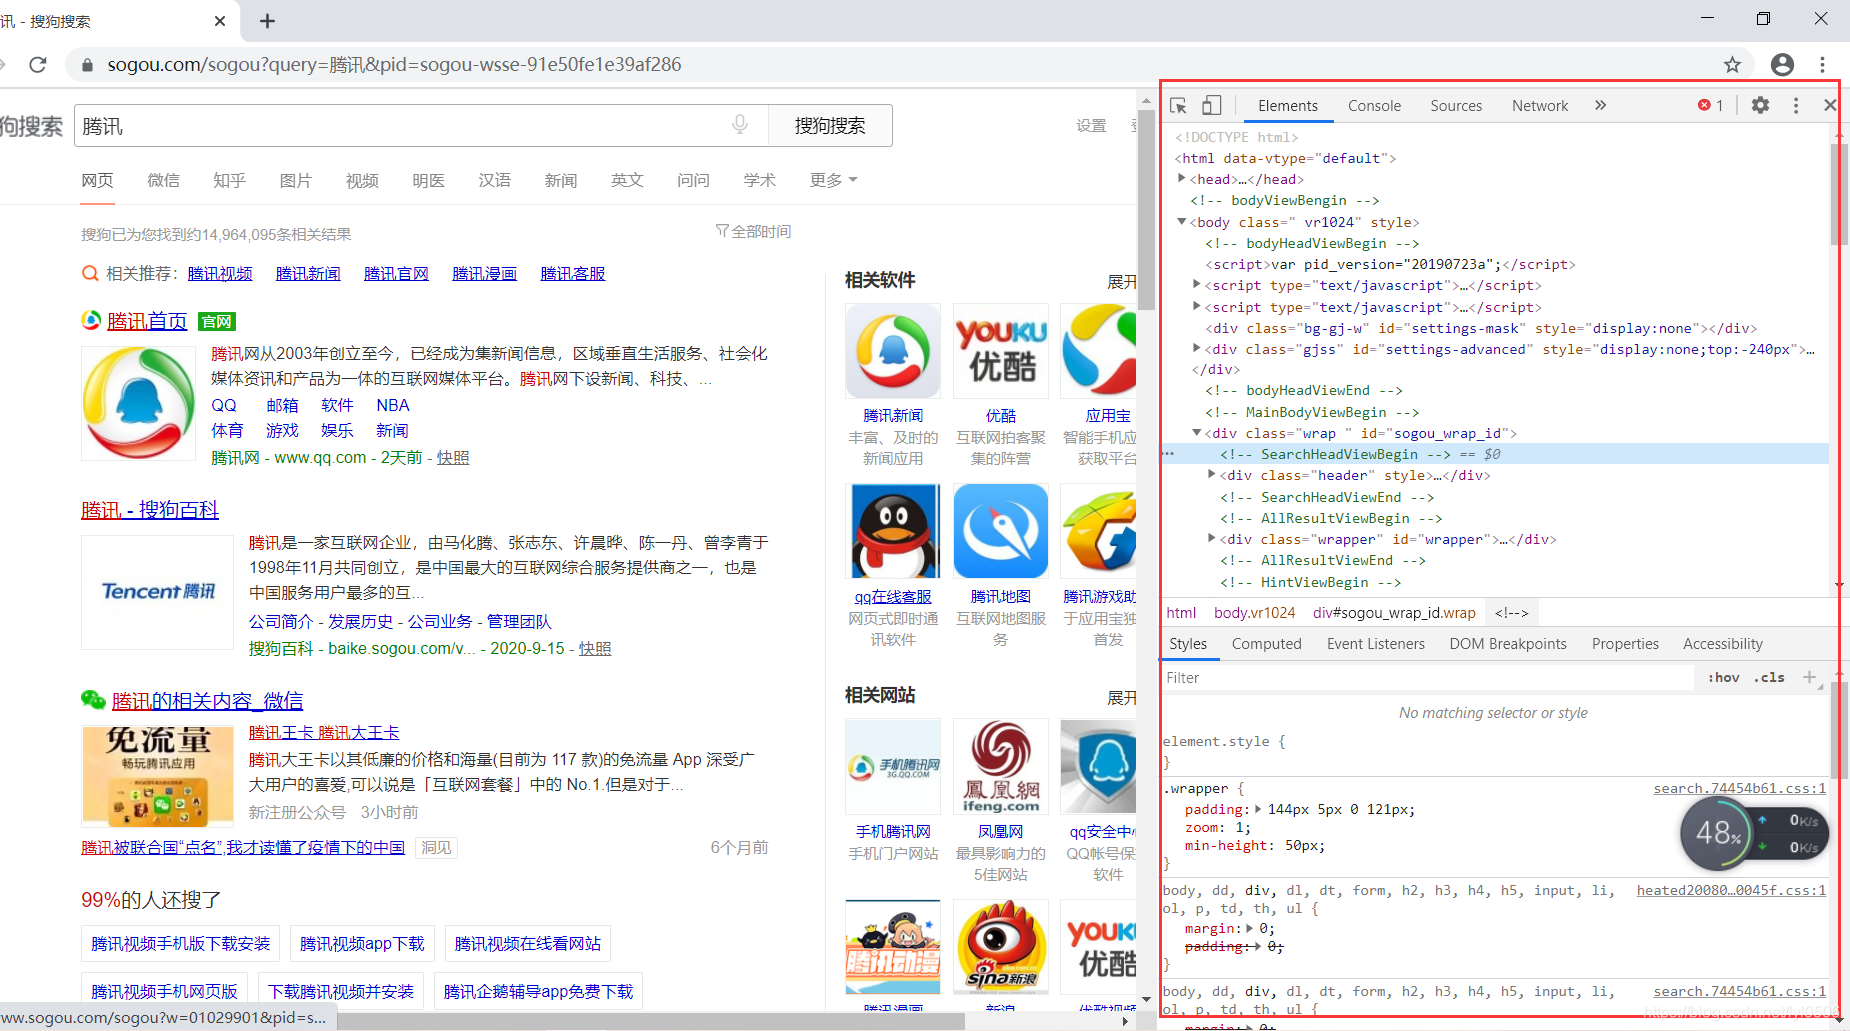 讯 - 搜狗搜索
sogou.com/sogou?query=腾讯&pid=sogou-wsse-91e50fe1e39af286
狗搜索
腾讯
搜狗搜索
设置
网页 微信 知乎 图片 视频 明医 汉语 新闻 英文 问问 学术 更多
搜狗已为您找到约14,964,095条相关结果
全部时间
相关推荐： 腾讯视频 腾讯新闻 腾讯官网 腾讯漫画 腾讯客服
腾讯首页 官网
腾讯网从2003年创立至今，已经成为集新闻信息，区域垂直生活服务、社会化
媒体资讯和产品为一体的互联网媒体平台。腾讯网下设新闻、科技、...
QQ 邮箱 软件 NBA
体育 游戏 娱乐 新闻
腾讯网 - www.qq.com - 2天前 - 快照
腾讯 - 搜狗百科
Tencent 腾讯
腾讯是一家互联网企业，由马化腾、张志东、许晨晔、陈一丹、曾李青于
1998年11月共同创立，是中国最大的互联网综合服务提供商之一，也是
中国服务用户最多的互...
公司简介 - 发展历史 - 公司业务 - 管理团队
搜狗百科 - baike.sogou.com/v... - 2020-9-15 - 快照
腾讯的相关内容_微信
免流量
畅玩腾讯应用
腾讯王卡 腾讯大王卡
腾讯大王卡以其低廉的价格和海量(目前为 117 款)的免流量 App 深受广
大用户的喜爱,可以说是「互联网套餐」中的 No.1.但是对于...
新注册公众号 3小时前
腾讯被联合国“点名”,我才读懂了疫情下的中国 洞见 6个月前
99%的人还搜了
腾讯视频手机版下载安装 腾讯视频app下载 腾讯视频在线看网站
腾讯视频手机网页版 下载腾讯视频并安装 腾讯企鹅辅导app免费下载
ww.sogou.com/sogou?w=01029901&pid=s...
相关软件 展开
YOUKU
优酷
腾讯新闻 优酷 应用宝
丰富、及时的 互联网拍客聚 智能手机应
新闻应用 集的阵营 获取平台
qq在线客服 腾讯地图 腾讯游戏助
网页式即时通 互联网地图服 于应用宝独
讯软件 务 首发
相关网站 展开
手机腾讯网
3G.QQ.COM
鳳凰網
ifeng.com
手机腾讯网 凤凰网 qq安全中心
手机门户网站 最具影响力的 QQ帐号保
5佳网站 软件
腾讯动漫
sina新浪
YOUKU
优酷
腾讯漫画 新浪 优酷视频
Elements Console Sources Network » 1
<!DOCTYPE html>
<html data-vtype="default">
<head>…</head>
<!-- bodyViewBengin -->
<body class=" vr1024" style>
<!-- bodyHeadViewBegin -->
<script>var pid_version="20190723a";</script>
<script type="text/javascript">…</script>
<script type="text/javascript">…</script>
<div class="bg-gj-w" id="settings-mask" style="display:none"></div>
<div class="gjss" id="settings-advanced" style="display:none;top:-240px">…
</div>
<!-- bodyHeadViewEnd -->
<!-- MainBodyViewBegin -->
<div class="wrap " id="sogou_wrap_id">
<!-- SearchHeadViewBegin --> == $0
<div class="header" style>…</div>
<!-- SearchHeadViewEnd -->
<!-- AllResultViewBegin -->
<div class="wrapper" id="wrapper">…</div>
<!-- AllResultViewEnd -->
<!-- HintViewBegin -->
html body.vr1024 div#sogou_wrap_id.wrap <!-->
Styles Computed Event Listeners DOM Breakpoints Properties Accessibility
Filter :hov .cls +
No matching selector or style
element.style {
}
.wrapper { search.74454b61.css:1
padding: 144px 5px 0 121px;
zoom: 1;
min-height: 50px;
}
48% 0K/s
0K/s
body, dd, div, dl, dt, form, h2, h3, h4, h5, input, li, heated20080…0045f.css:1
ol, p, td, th, ul {
margin: 0;
padding: 0;
}
body, dd, div, dl, dt, form, h2, h3, h4, h5, input, li, search.74454b61.css:1
ol, p, td, th, ul {
margin: 0;